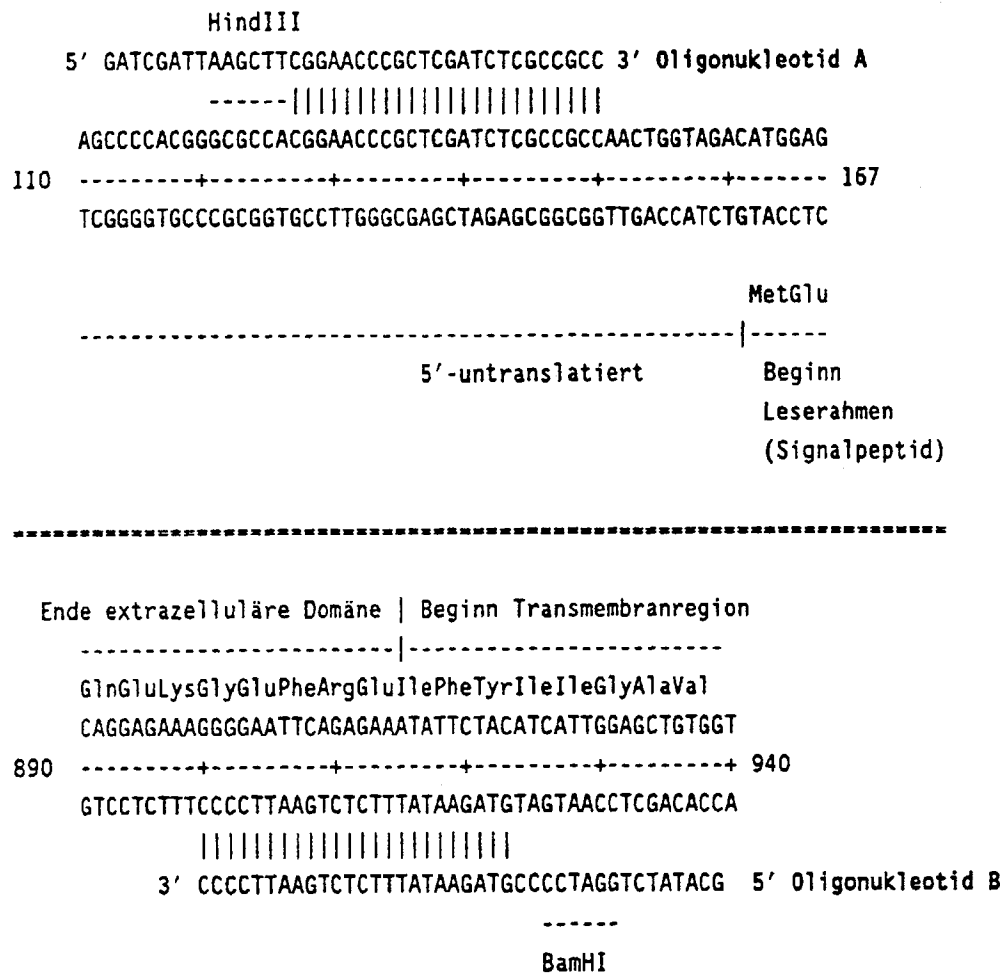 HindIII
5' GATCGATTAAGCTTCGGAACCCGCTCGATCTCGCCGCC 3' Oligonukleotid A
------||||||||||||||||||||||||
AGCCCCACGGGCGCCACGGAACCCGCTCGATCTCGCCGCCAACTGGTAGACATGGAG
110 ---------+---------+---------+---------+---------+------- 167
TCGGGGTGCCCGCGGTGCCTTGGGCGAGCTAGAGCGGCGGTTGACCATCTGTACCTC
MetGlu
--------------------------------------------------|------
5'-untranslatiert Beginn
Leserahmen
(Signalpeptid)
======================================================================
Ende extrazelluläre Domäne | Beginn Transmembranregion
------------------------|------------------------
GlnGluLysGlyGluPheArgGluIlePheTyrIleIleGlyAlaVal
CAGGAGAAAGGGGAATTCAGAGAAATATTCTACATCATTGGAGCTGTGGT
890 ---------+---------+---------+---------+---------+ 940
GTCCTCTTTCCCCTTAAGTCTCTTTATAAGATGTAGTAACCTCGACACCA
||||||||||||||||||||||||
3' CCCCTTAAGTCTCTTTATAAGATGCCCCTAGGTCTATACG 5' Oligonukleotid B
------
BamHI